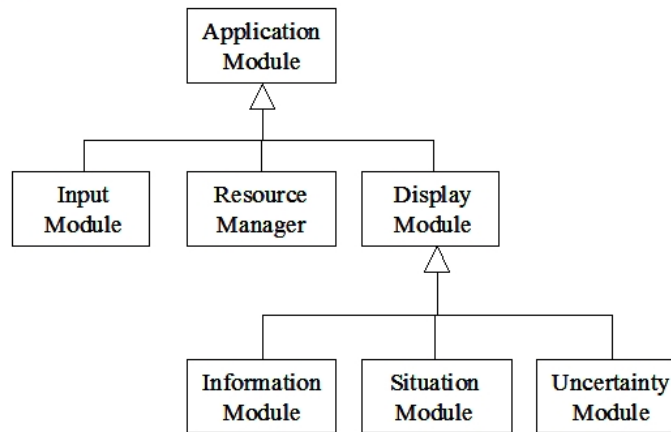 Application
Module
Input
Module
Resource
Manager
Display
Module
Information
Module
Situation
Module
Uncertainty
Module